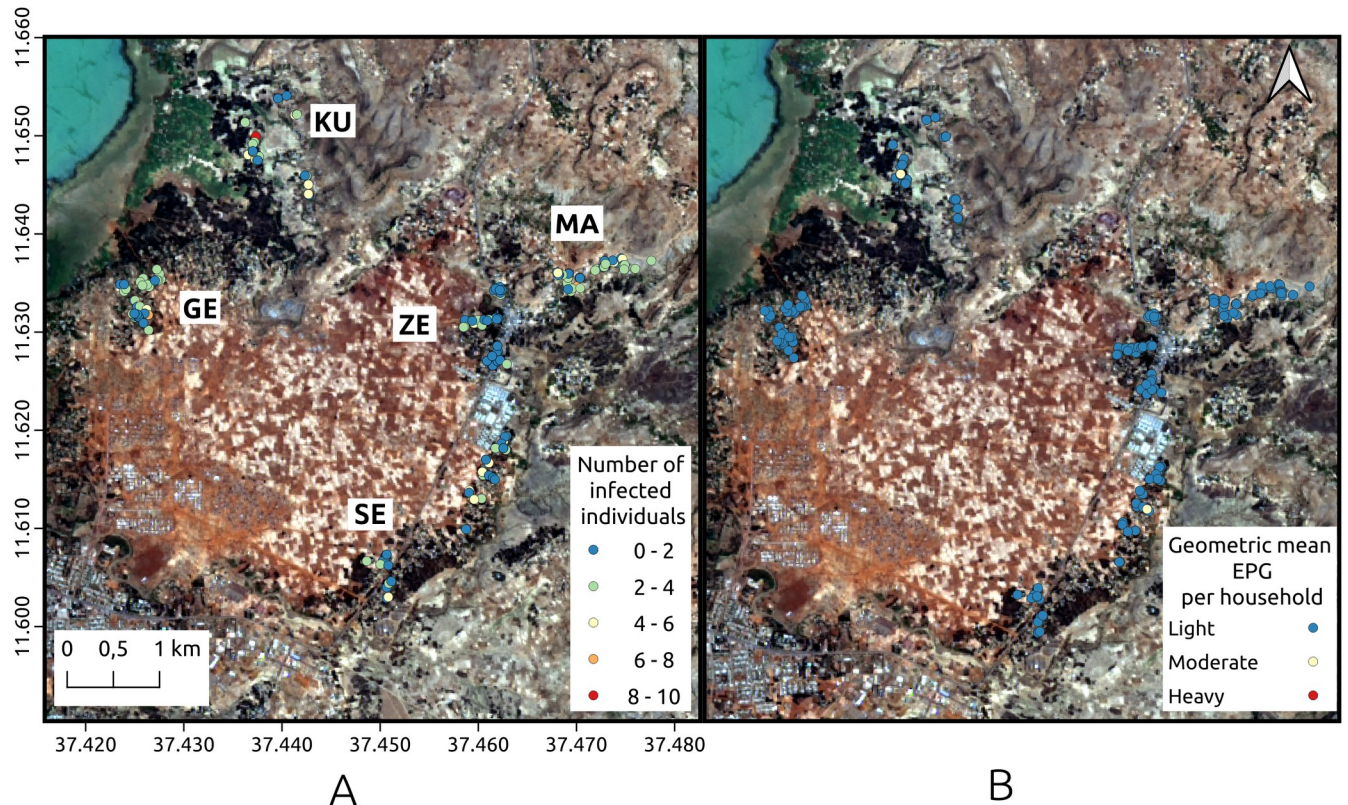 11.660
11.650
11.640
11.630
11.620
11.610
11.600
KU
MA
GE
ZE
SE
Number of
infected
individuals
0 - 2
2 - 4
4 - 6
6 - 8
8 - 10
0 0,5 1 km
37.420 37.430 37.440 37.450 37.460 37.470 37.480
A
Geometric mean
EPG
per household
Light
Moderate
Heavy
B